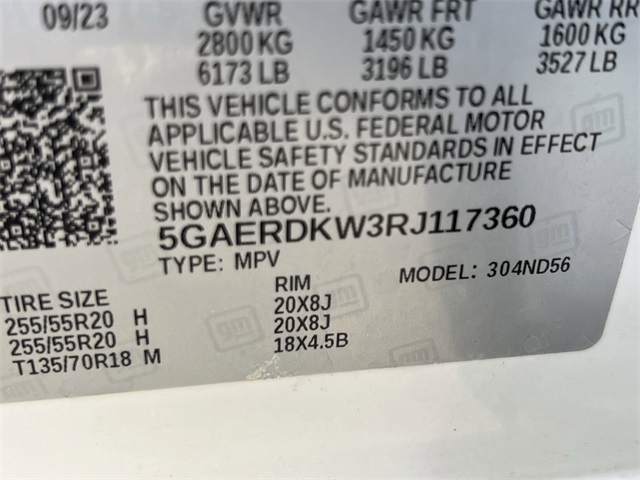 09/23 GVWR GAWR FRT GAWR RR
2800 KG 1450 KG 1600 KG
6173 LB 3196 LB 3527 LB
THIS VEHICLE CONFORMS TO ALL
APPLICABLE U.S. FEDERAL MOTOR
VEHICLE SAFETY STANDARDS IN EFFECT
ON THE DATE OF MANUFACTURE
SHOWN ABOVE.
5GAERDKW3RJ117360
TYPE: MPV MODEL: 304ND56
TIRE SIZE RIM
255/55R20 H 20X8J
255/55R20 H 20X8J
T135/70R18 M 18X4.5B
gm